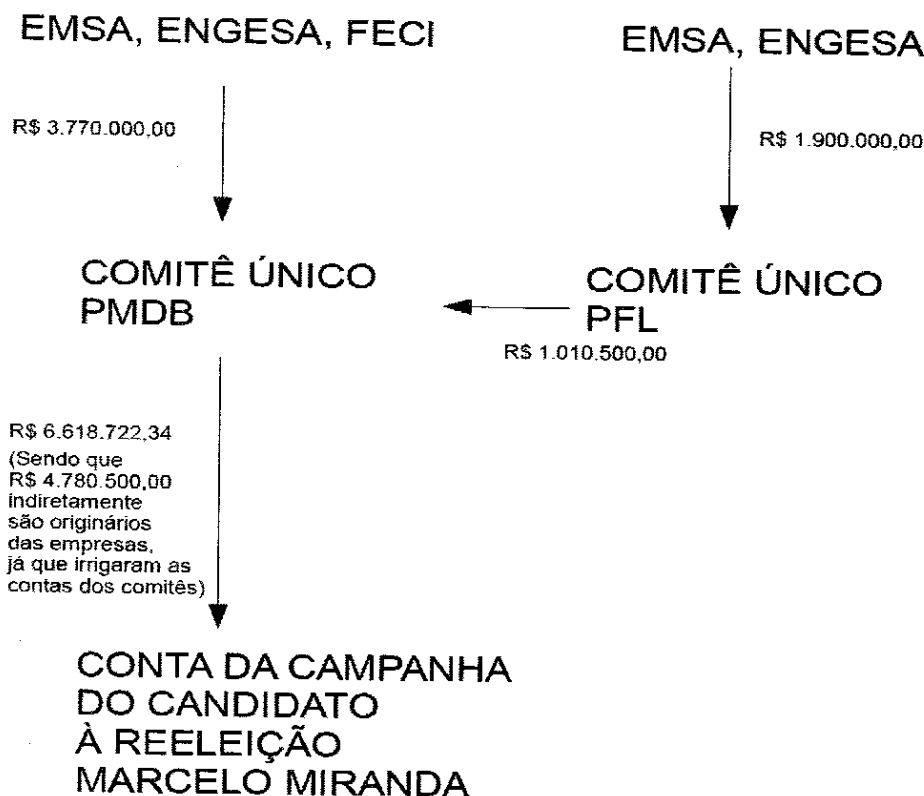 EMSA, ENGESA, FECI
EMSA, ENGESA
R$ 3.770.000,00
R$ 1.900.000,00
COMITÊ ÚNICO
PMDB
COMITÊ ÚNICO
PFL
R$ 1.010.500,00
R$ 6.618.722,34
(Sendo que
R$ 4.780.500,00
indiretamente
são originários
das empresas,
já que irrigaram as
contas dos comitês)
CONTA DA CAMPANHA
DO CANDIDATO
À REELEIÇÃO
MARCELO MIRANDA